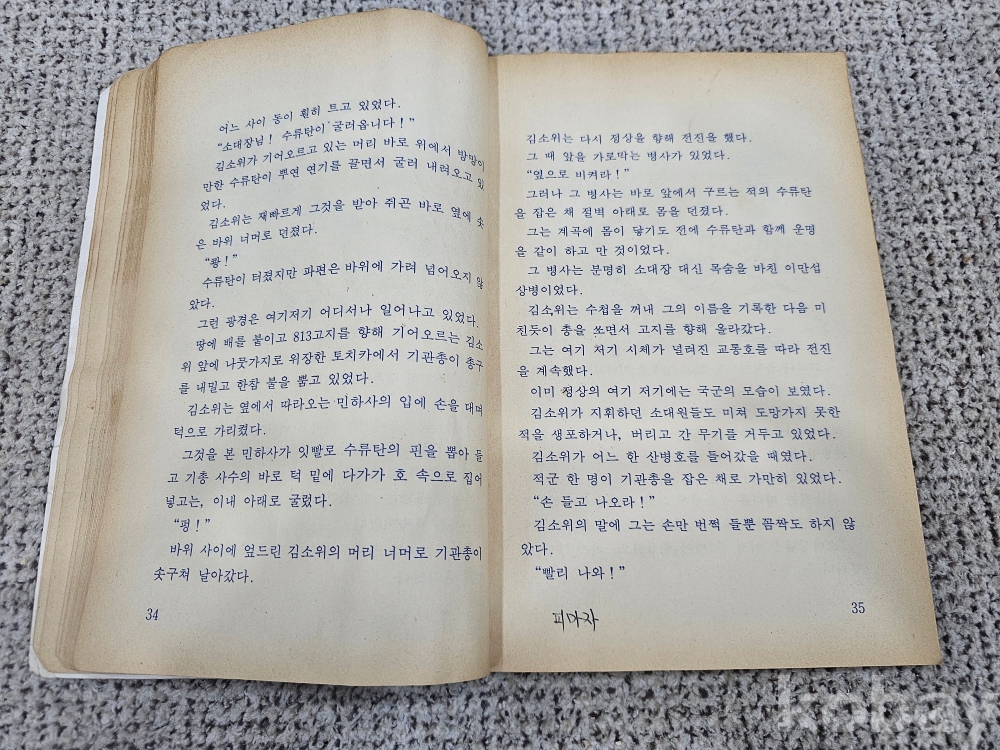 어느 사이 동이 훤히 트고 있었다.
“소대장님! 수류탄이 굴러옵니다!”
김소위가 기어오르고 있는 머리 바로 위에서 방망이
만한 수류탄이 뿌연 연기를 끌면서 굴러 내려오고 있
었다.
김소위는 재빠르게 그것을 받아 쥐곤 바로 옆에 솟
은 바위 너머로 던졌다.
“쾅!”
수류탄이 터졌지만 파편은 바위에 가려 넘어오지 않
았다.
그런 광경은 여기저기 어디서나 일어나고 있었다.
땅에 배를 붙이고 813고지를 향해 기어오르는 김소
위 앞에 나뭇가지로 위장한 토치카에서 기관총이 총구
를 내밀고 한참 불을 뿜고 있었다.
김소위는 옆에서 따라오는 민하사의 입에 손을 대며
턱으로 가리켰다.
그것을 본 민하사가 잇빨로 수류탄의 핀을 뽑아 들
고 기총 사수의 바로 턱 밑에 다가가 호 속으로 집어
넣고는, 이내 아래로 굴렀다.
“펑!”
바위 사이에 엎드린 김소위의 머리 너머로 기관총이
솟구쳐 날아갔다.
34
김소위는 다시 정상을 향해 전진을 했다.
그 때 앞을 가로막는 병사가 있었다.
“옆으로 비켜라!”
그러나 그 병사는 바로 앞에서 구르는 적의 수류탄
을 잡은 채 절벽 아래로 몸을 던졌다.
그는 계곡에 몸이 닿기도 전에 수류탄과 함께 운명
을 같이 하고 만 것이었다.
그 병사는 분명히 소대장 대신 목숨을 바친 이만섭
상병이었다.
김소위는 수첩을 꺼내 그의 이름을 기록한 다음 미
친듯이 총을 쏘면서 고지를 향해 올라갔다.
그는 여기 저기 시체가 널려진 교통호를 따라 전진
을 계속했다.
이미 정상의 여기 저기에는 국군의 모습이 보였다.
김소위가 지휘하던 소대원들도 미쳐 도망가지 못한
적을 생포하거나, 버리고 간 무기를 거두고 있었다.
김소위가 어느 한 산병호를 들어갔을 때였다.
적군 한 명이 기관총을 잡은 채로 가만히 있었다.
“손 들고 나오라!”
김소위의 말에 그는 손만 번쩍 들뿐 꼼짝도 하지 않
았다.
“빨리 나와!”
35
피마자
kobay